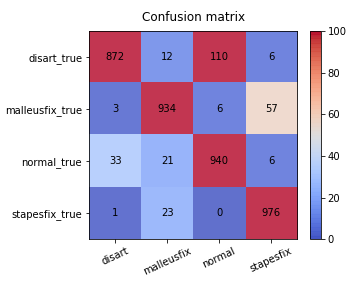 Confusion matrix
disart_true 872 12 110 6
malleusfix_true 3 934 6 57
normal_true 33 21 940 6
stapesfix_true 1 23 0 976
disart malleusfix normal stapesfix
100
80
60
40
20
0